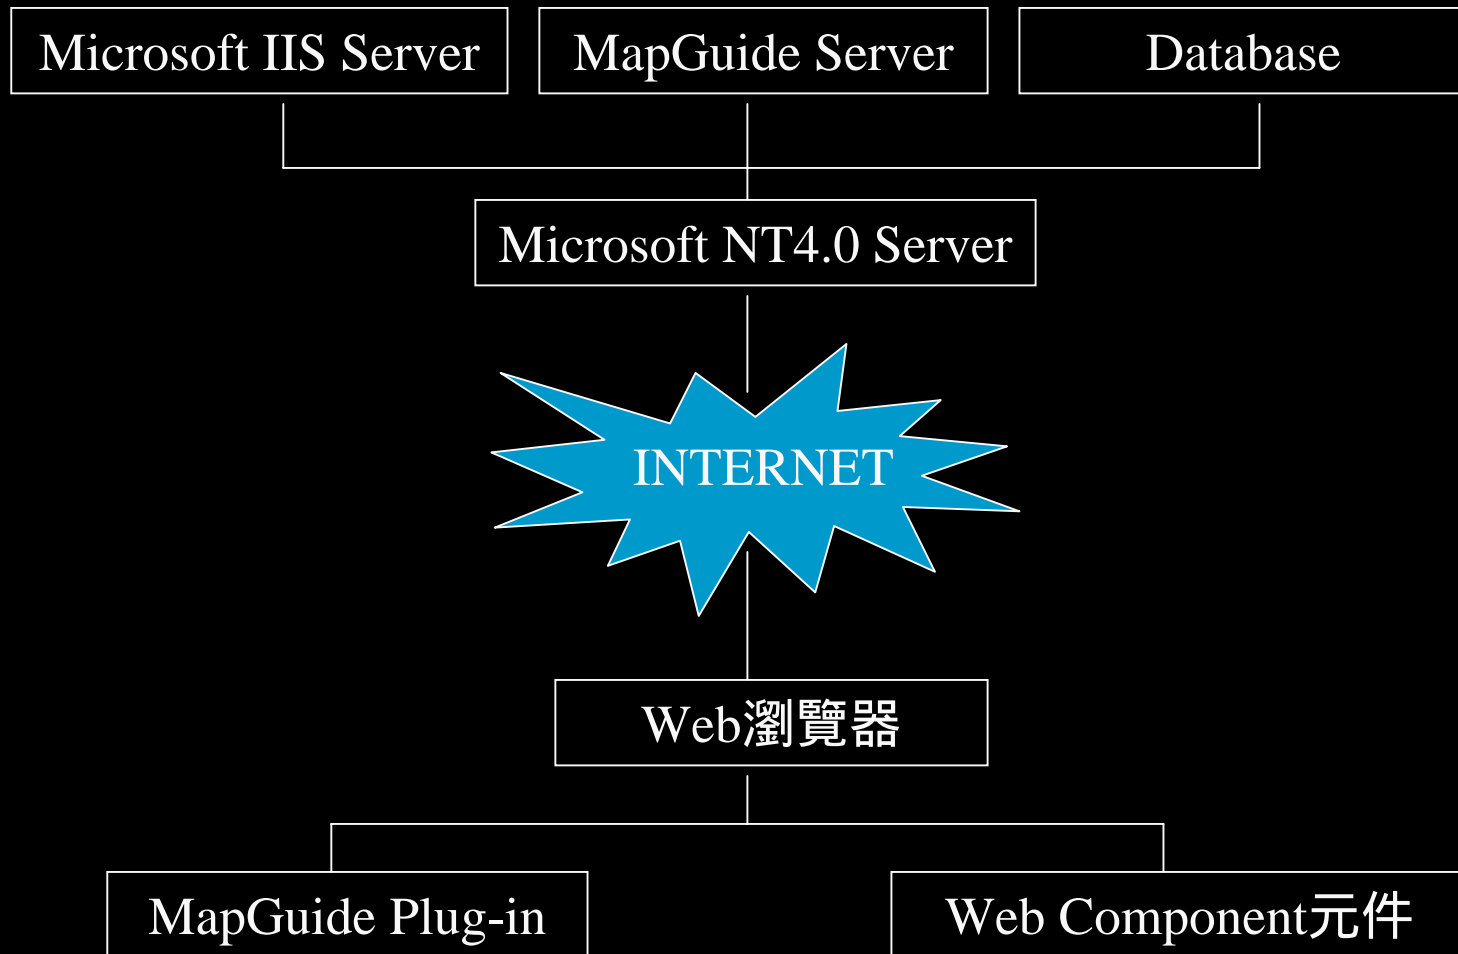 Microsoft IIS Server
MapGuide Server
Database
Microsoft NT4.0 Server
INTERNET
Web瀏覽器
MapGuide Plug-in
Web Component元件